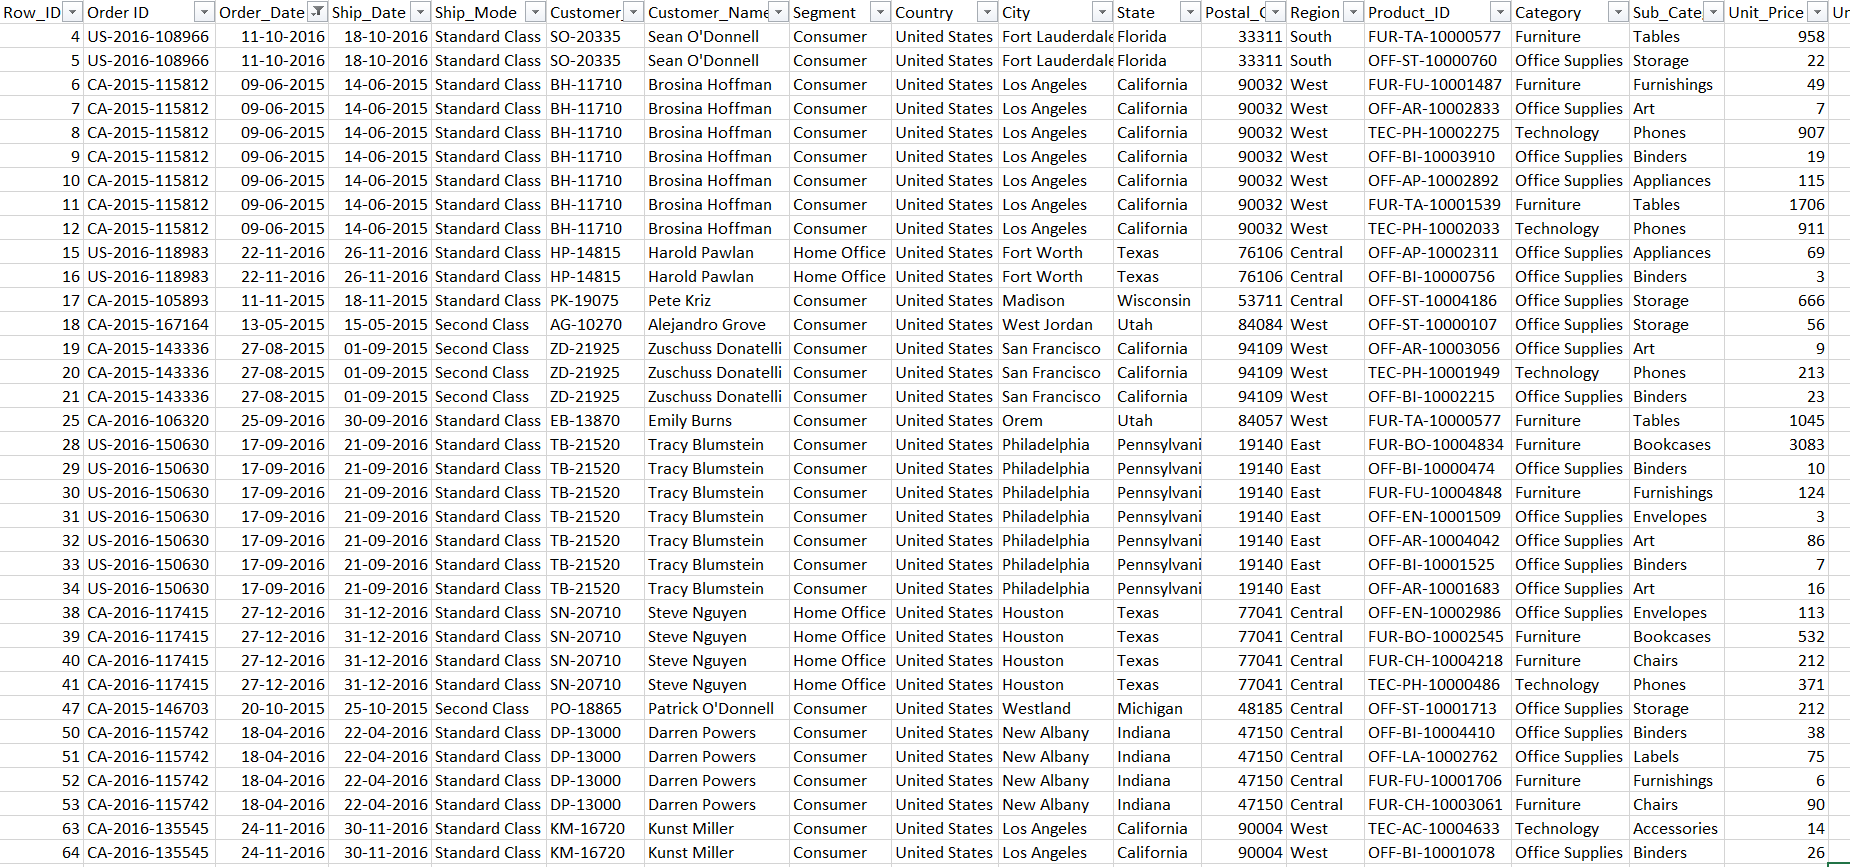 Row_ID Order ID Order_Date Ship_Date Ship_Mode Customer_ Customer_Name Segment Country City State Postal_C Region Product_ID Category Sub_Cate Unit_Price Un
4 US-2016-108966 11-10-2016 18-10-2016 Standard Class SO-20335 Sean O'Donnell Consumer United States Fort Lauderdale Florida 33311 South FUR-TA-10000577 Furniture Tables 958
5 US-2016-108966 11-10-2016 18-10-2016 Standard Class SO-20335 Sean O'Donnell Consumer United States Fort Lauderdale Florida 33311 South OFF-ST-10000760 Office Supplies Storage 22
6 CA-2015-115812 09-06-2015 14-06-2015 Standard Class BH-11710 Brosina Hoffman Consumer United States Los Angeles California 90032 West FUR-FU-10001487 Furniture Furnishings 49
7 CA-2015-115812 09-06-2015 14-06-2015 Standard Class BH-11710 Brosina Hoffman Consumer United States Los Angeles California 90032 West OFF-AR-10002833 Office Supplies Art 7
8 CA-2015-115812 09-06-2015 14-06-2015 Standard Class BH-11710 Brosina Hoffman Consumer United States Los Angeles California 90032 West TEC-PH-10002275 Technology Phones 907
9 CA-2015-115812 09-06-2015 14-06-2015 Standard Class BH-11710 Brosina Hoffman Consumer United States Los Angeles California 90032 West OFF-BI-10003910 Office Supplies Binders 19
10 CA-2015-115812 09-06-2015 14-06-2015 Standard Class BH-11710 Brosina Hoffman Consumer United States Los Angeles California 90032 West OFF-AP-10002892 Office Supplies Appliances 115
11 CA-2015-115812 09-06-2015 14-06-2015 Standard Class BH-11710 Brosina Hoffman Consumer United States Los Angeles California 90032 West FUR-TA-10001539 Furniture Tables 1706
12 CA-2015-115812 09-06-2015 14-06-2015 Standard Class BH-11710 Brosina Hoffman Consumer United States Los Angeles California 90032 West TEC-PH-10002033 Technology Phones 911
15 US-2016-118983 22-11-2016 26-11-2016 Standard Class HP-14815 Harold Pawlan Home Office United States Fort Worth Texas 76106 Central OFF-AP-10002311 Office Supplies Appliances 69
16 US-2016-118983 22-11-2016 26-11-2016 Standard Class HP-14815 Harold Pawlan Home Office United States Fort Worth Texas 76106 Central OFF-BI-10000756 Office Supplies Binders 3
17 CA-2015-105893 11-11-2015 18-11-2015 Standard Class PK-19075 Pete Kriz Consumer United States Madison Wisconsin 53711 Central OFF-ST-10004186 Office Supplies Storage 666
18 CA-2015-167164 13-05-2015 15-05-2015 Second Class AG-10270 Alejandro Grove Consumer United States West Jordan Utah 84084 West OFF-ST-10000107 Office Supplies Storage 56
19 CA-2015-143336 27-08-2015 01-09-2015 Second Class ZD-21925 Zuschuss Donatelli Consumer United States San Francisco California 94109 West OFF-AR-10003056 Office Supplies Art 9
20 CA-2015-143336 27-08-2015 01-09-2015 Second Class ZD-21925 Zuschuss Donatelli Consumer United States San Francisco California 94109 West TEC-PH-10001949 Technology Phones 213
21 CA-2015-143336 27-08-2015 01-09-2015 Second Class ZD-21925 Zuschuss Donatelli Consumer United States San Francisco California 94109 West OFF-BI-10002215 Office Supplies Binders 23
25 CA-2016-106320 25-09-2016 30-09-2016 Standard Class EB-13870 Emily Burns Consumer United States Orem Utah 84057 West FUR-TA-10000577 Furniture Tables 1045
28 US-2016-150630 17-09-2016 21-09-2016 Standard Class TB-21520 Tracy Blumstein Consumer United States Philadelphia Pennsylvani 19140 East FUR-BO-10004834 Furniture Bookcases 3083
29 US-2016-150630 17-09-2016 21-09-2016 Standard Class TB-21520 Tracy Blumstein Consumer United States Philadelphia Pennsylvani 19140 East OFF-BI-10000474 Office Supplies Binders 10
30 US-2016-150630 17-09-2016 21-09-2016 Standard Class TB-21520 Tracy Blumstein Consumer United States Philadelphia Pennsylvani 19140 East FUR-FU-10004848 Furniture Furnishings 124
31 US-2016-150630 17-09-2016 21-09-2016 Standard Class TB-21520 Tracy Blumstein Consumer United States Philadelphia Pennsylvani 19140 East OFF-EN-10001509 Office Supplies Envelopes 3
32 US-2016-150630 17-09-2016 21-09-2016 Standard Class TB-21520 Tracy Blumstein Consumer United States Philadelphia Pennsylvani 19140 East OFF-AR-10004042 Office Supplies Art 86
33 US-2016-150630 17-09-2016 21-09-2016 Standard Class TB-21520 Tracy Blumstein Consumer United States Philadelphia Pennsylvani 19140 East OFF-BI-10001525 Office Supplies Binders 7
34 US-2016-150630 17-09-2016 21-09-2016 Standard Class TB-21520 Tracy Blumstein Consumer United States Philadelphia Pennsylvani 19140 East OFF-AR-10001683 Office Supplies Art 16
38 CA-2016-117415 27-12-2016 31-12-2016 Standard Class SN-20710 Steve Nguyen Home Office United States Houston Texas 77041 Central OFF-EN-10002986 Office Supplies Envelopes 113
39 CA-2016-117415 27-12-2016 31-12-2016 Standard Class SN-20710 Steve Nguyen Home Office United States Houston Texas 77041 Central FUR-BO-10002545 Furniture Bookcases 532
40 CA-2016-117415 27-12-2016 31-12-2016 Standard Class SN-20710 Steve Nguyen Home Office United States Houston Texas 77041 Central FUR-CH-10004218 Furniture Chairs 212
41 CA-2016-117415 27-12-2016 31-12-2016 Standard Class SN-20710 Steve Nguyen Home Office United States Houston Texas 77041 Central TEC-PH-10000486 Technology Phones 371
47 CA-2015-146703 20-10-2015 25-10-2015 Second Class PO-18865 Patrick O'Donnell Consumer United States Westland Michigan 48185 Central OFF-ST-10001713 Office Supplies Storage 212
50 CA-2016-115742 18-04-2016 22-04-2016 Standard Class DP-13000 Darren Powers Consumer United States New Albany Indiana 47150 Central OFF-BI-10004410 Office Supplies Binders 38
51 CA-2016-115742 18-04-2016 22-04-2016 Standard Class DP-13000 Darren Powers Consumer United States New Albany Indiana 47150 Central OFF-LA-10002762 Office Supplies Labels 75
52 CA-2016-115742 18-04-2016 22-04-2016 Standard Class DP-13000 Darren Powers Consumer United States New Albany Indiana 47150 Central FUR-FU-10001706 Furniture Furnishings 6
53 CA-2016-115742 18-04-2016 22-04-2016 Standard Class DP-13000 Darren Powers Consumer United States New Albany Indiana 47150 Central FUR-CH-10003061 Furniture Chairs 90
63 CA-2016-135545 24-11-2016 30-11-2016 Standard Class KM-16720 Kunst Miller Consumer United States Los Angeles California 90004 West TEC-AC-10004633 Technology Accessories 14
64 CA-2016-135545 24-11-2016 30-11-2016 Standard Class KM-16720 Kunst Miller Consumer United States Los Angeles California 90004 West OFF-BI-10001078 Office Supplies Binders 26